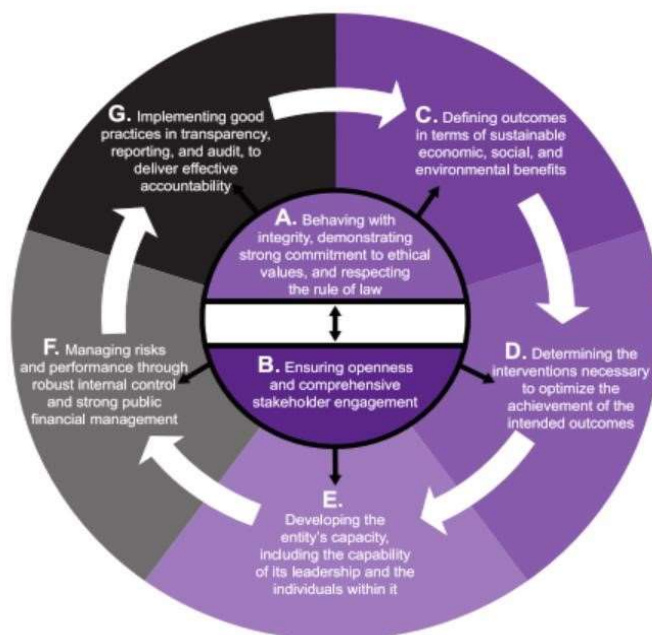 G. Implementing good
practices in transparency,
reporting, and audit, to
deliver effective
accountability
C. Defining outcomes
in terms of sustainable
economic, social, and
environmental benefits
A. Behaving with
integrity, demonstrating
strong commitment to ethical
values, and respecting
the rule of law
B. Ensuring openness
and comprehensive
stakeholder engagement
D. Determining the
interventions necessary
to optimize the
achievement of the
intended outcomes
E.
Developing the
entity's capacity,
including the capability
of its leadership and the
individuals within it
F. Managing risks
and performance through
robust internal control
and strong public
financial management